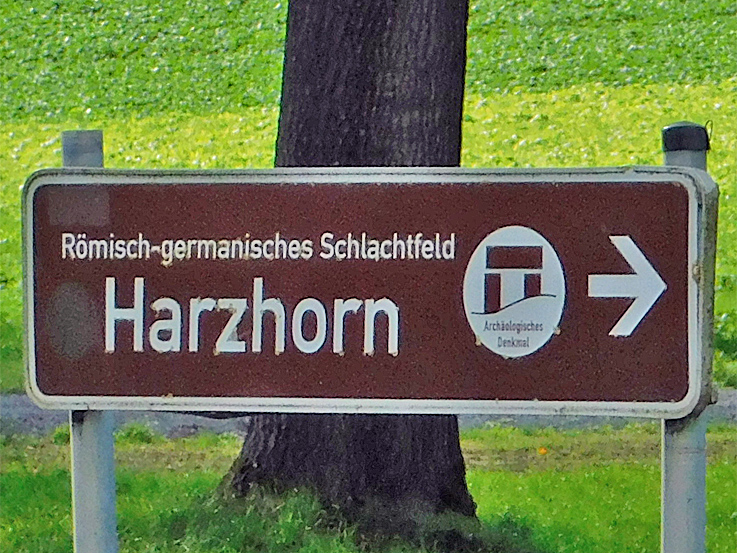 Römisch-germanisches Schlachtfeld
Harzhorn
Archäologisches
Denkmal